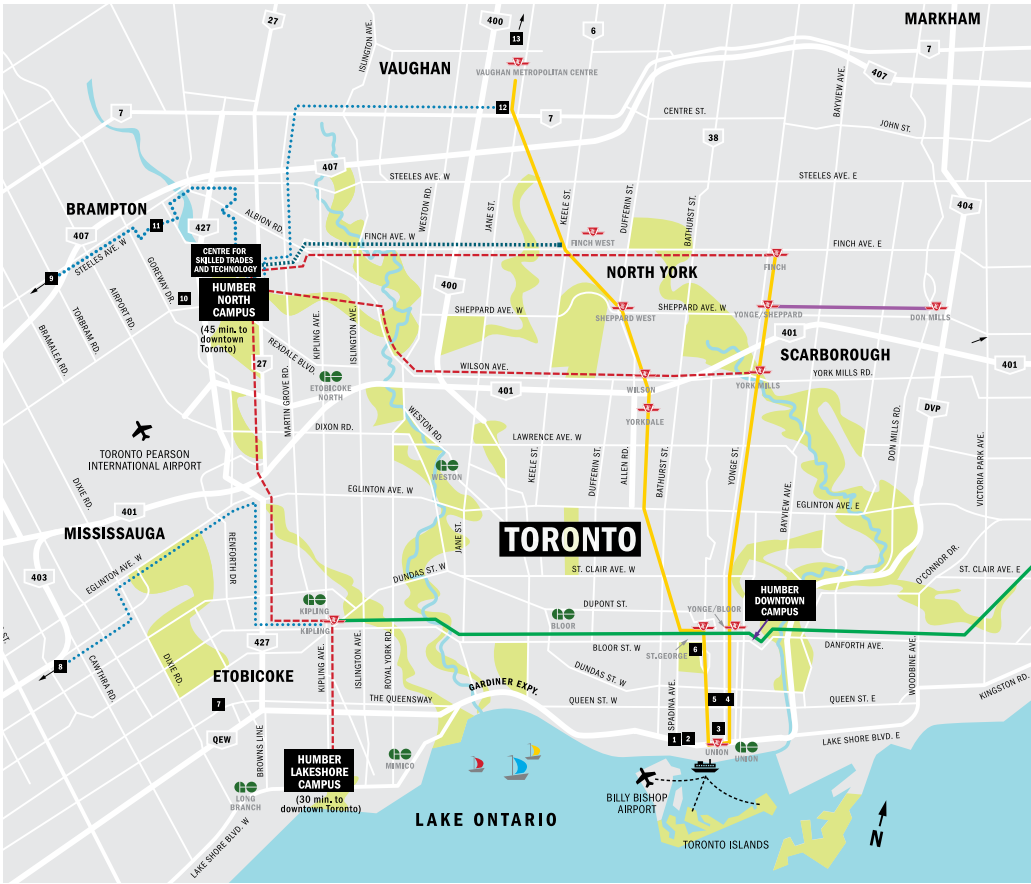 27
400
13
6
MARKHAM
7
ISLINGTON AVE.
VAUGHAN
VAUGHAN METROPOLITAN CENTRE
407
BAYVIEW AVE.
7
12
7
CENTRE ST.
38
JOHN ST.
407
STEELES AVE. W
STEELES AVE. E
BRAMPTON
407
11
427
ALBION RD.
WESTON RD.
JANE ST.
KEELE ST.
DUFFERIN ST.
BATHURST ST.
404
FINCH AVE. W
FINCH WEST
FINCH AVE. E
STEELES AVE. W
9
GOREWAY DR.
CENTRE FOR
SKILLED TRADES
AND TECHNOLOGY
HUMBER
NORTH
CAMPUS
(45 min. to
downtown
Toronto)
10
NORTH YORK
FINCH
400
SHEPPARD AVE. W
SHEPPARD WEST
SHEPPARD AVE. W
YONGE/SHEPPARD
DON MILLS
BRAMALEA RD.
TORBRAM RD.
AIRPORT RD.
REXDALE BLVD.
KIPLING AVE.
ISLINGTON AVE.
401
SCARBOROUGH
401
27
MARTIN GROVE RD.
ETOBICOKE
NORTH
WILSON AVE.
401
WILSON
YORK MILLS
YORK MILLS RD.
YORKDALE
DVP
DIXON RD.
WESTON RD.
LAWRENCE AVE. W
DON MILLS RD.
VICTORIA PARK AVE.
TORONTO PEARSON
INTERNATIONAL AIRPORT
WESTON
KEELE ST.
DUFFERIN ST.
ALLEN RD.
BATHURST ST.
YONGE ST.
BAYVIEW AVE.
DIXIE RD.
EGLINTON AVE. W
EGLINTON AVE. E
401
MISSISSAUGA
RENFORTH DR
JANE ST.
TORONTO
403
EGLINTON AVE. W
DUNDAS ST. W
ST. CLAIR AVE. W
O'CONNOR DR.
ST. CLAIR AVE. E
HUMBER
DOWNTOWN
CAMPUS
KIPLING
KIPLING
BLOOR
DUPONT ST.
YONGE/BLOOR
ST.
427
BLOOR ST. W
ST.GEORGE
6
DANFORTH AVE.
8
CAWTHRA RD.
DIXIE RD.
ETOBICOKE
KIPLING AVE.
ISLINGTON AVE.
ROYAL YORK RD.
DUNDAS ST. W
WOODBINE AVE.
KINGSTON RD.
7
THE QUEENSWAY
GARDINER EXPY.
QUEEN ST. W
SPADINA AVE.
5
4
QUEEN ST. E
QEW
BROWNS LINE
1
2
3
UNION
UNION
LAKE SHORE BLVD. E
HUMBER
LAKESHORE
CAMPUS
(30 min. to
downtown Toronto)
MIMICO
LONG
BRANCH
BILLY BISHOP
AIRPORT
LAKE ONTARIO
TORONTO ISLANDS
N
LAKE SHORE BLVD. W